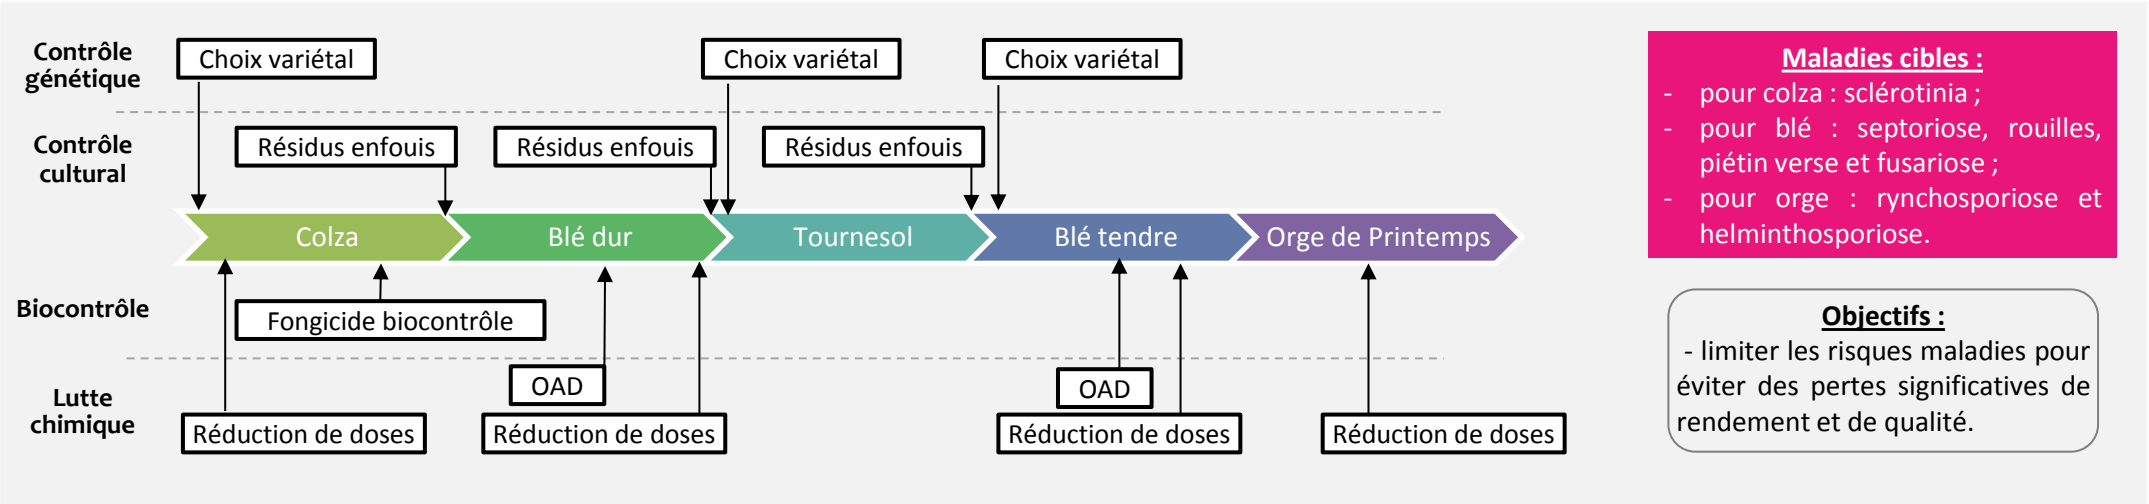 Contrôle
génétique
Choix variétal
Choix variétal
Choix variétal
Contrôle
cultural
Résidus enfouis
Résidus enfouis
Résidus enfouis
Colza
Blé dur
Tournesol
Blé tendre
Orge de Printemps
Biocontrôle
Fongicide biocontrôle
Lutte
chimique
OAD
OAD
Réduction de doses
Réduction de doses
Réduction de doses
Réduction de doses
Maladies cibles :
- pour colza : sclérotinia ;
- pour blé : septoriose, rouilles,
piétin verse et fusariose ;
- pour orge : rynchosporiose et
helminthosporiose.
Objectifs :
- limiter les risques maladies pour
éviter des pertes significatives de
rendement et de qualité.